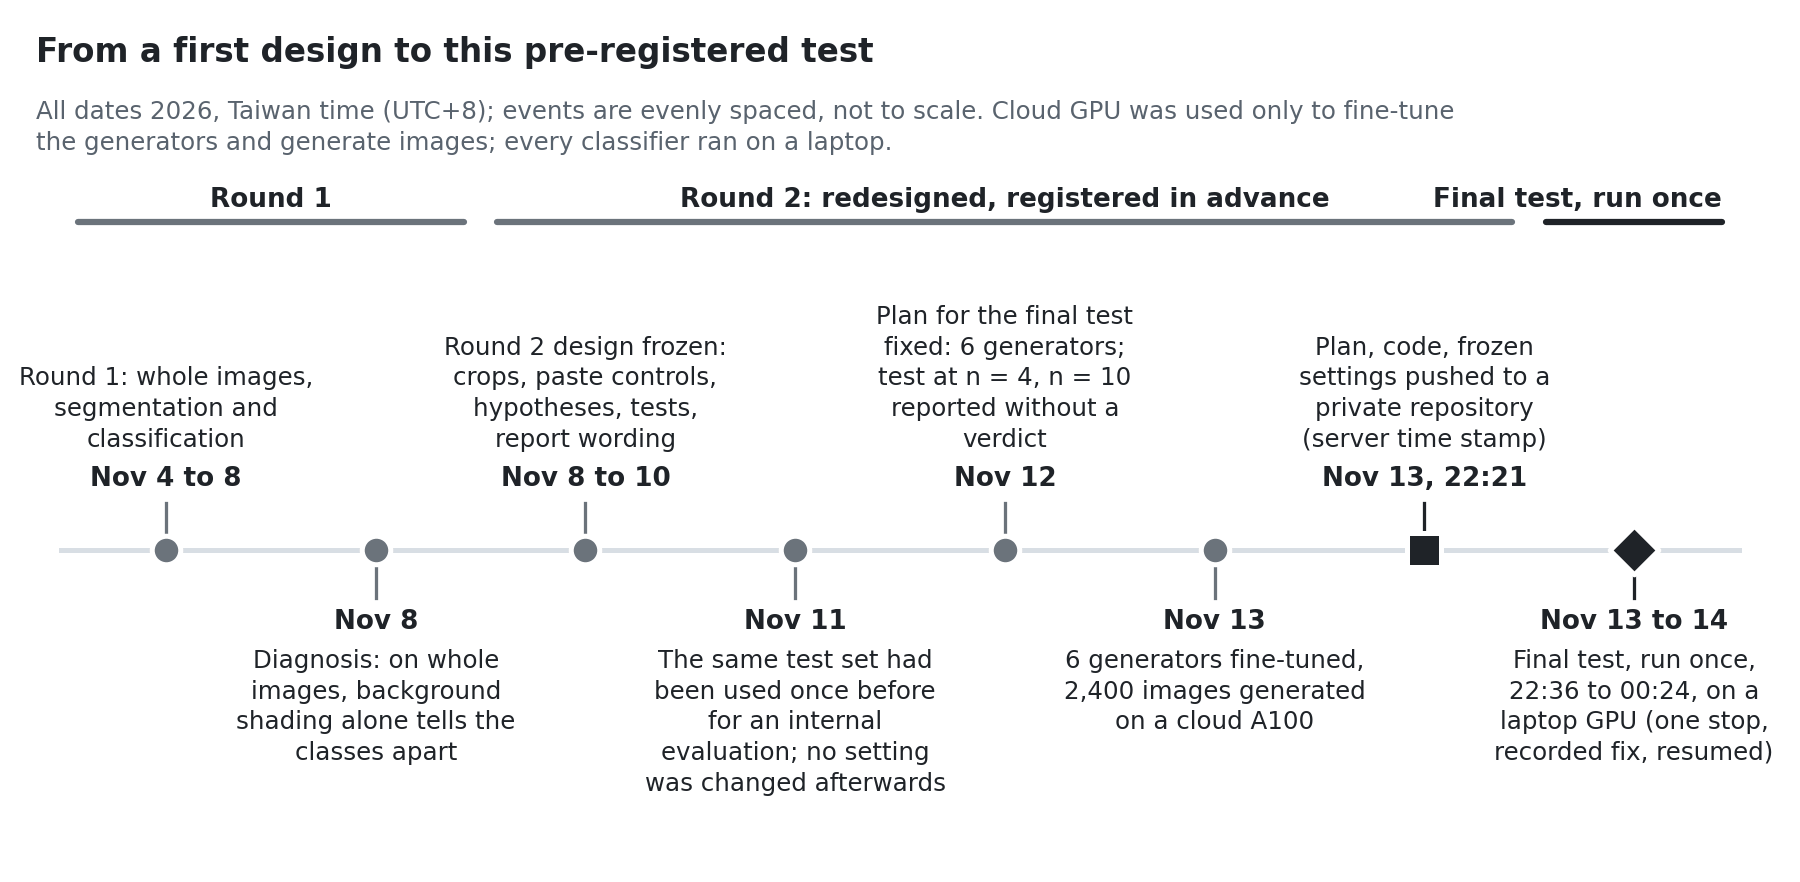 From a first design to this pre-registered test
All dates 2026, Taiwan time (UTC+8); events are evenly spaced, not to scale. Cloud GPU was used only to fine-tune
the generators and generate images; every classifier ran on a laptop.
Round 1
Round 2: redesigned, registered in advance
Final test, run once
Round 1: whole images,
segmentation and
classification
Nov 4 to 8
Nov 8
Diagnosis: on whole
images, background
shading alone tells the
classes apart
Round 2 design frozen:
crops, paste controls,
hypotheses, tests,
report wording
Nov 8 to 10
Nov 11
The same test set had
been used once before
for an internal
evaluation; no setting
was changed afterwards
Plan for the final test
fixed: 6 generators;
test at n = 4, n = 10
reported without a
verdict
Nov 12
Nov 13
6 generators fine-tuned,
2,400 images generated
on a cloud A100
Plan, code, frozen
settings pushed to a
private repository
(server time stamp)
Nov 13, 22:21
Nov 13 to 14
Final test, run once,
22:36 to 00:24, on a
laptop GPU (one stop,
recorded fix, resumed)